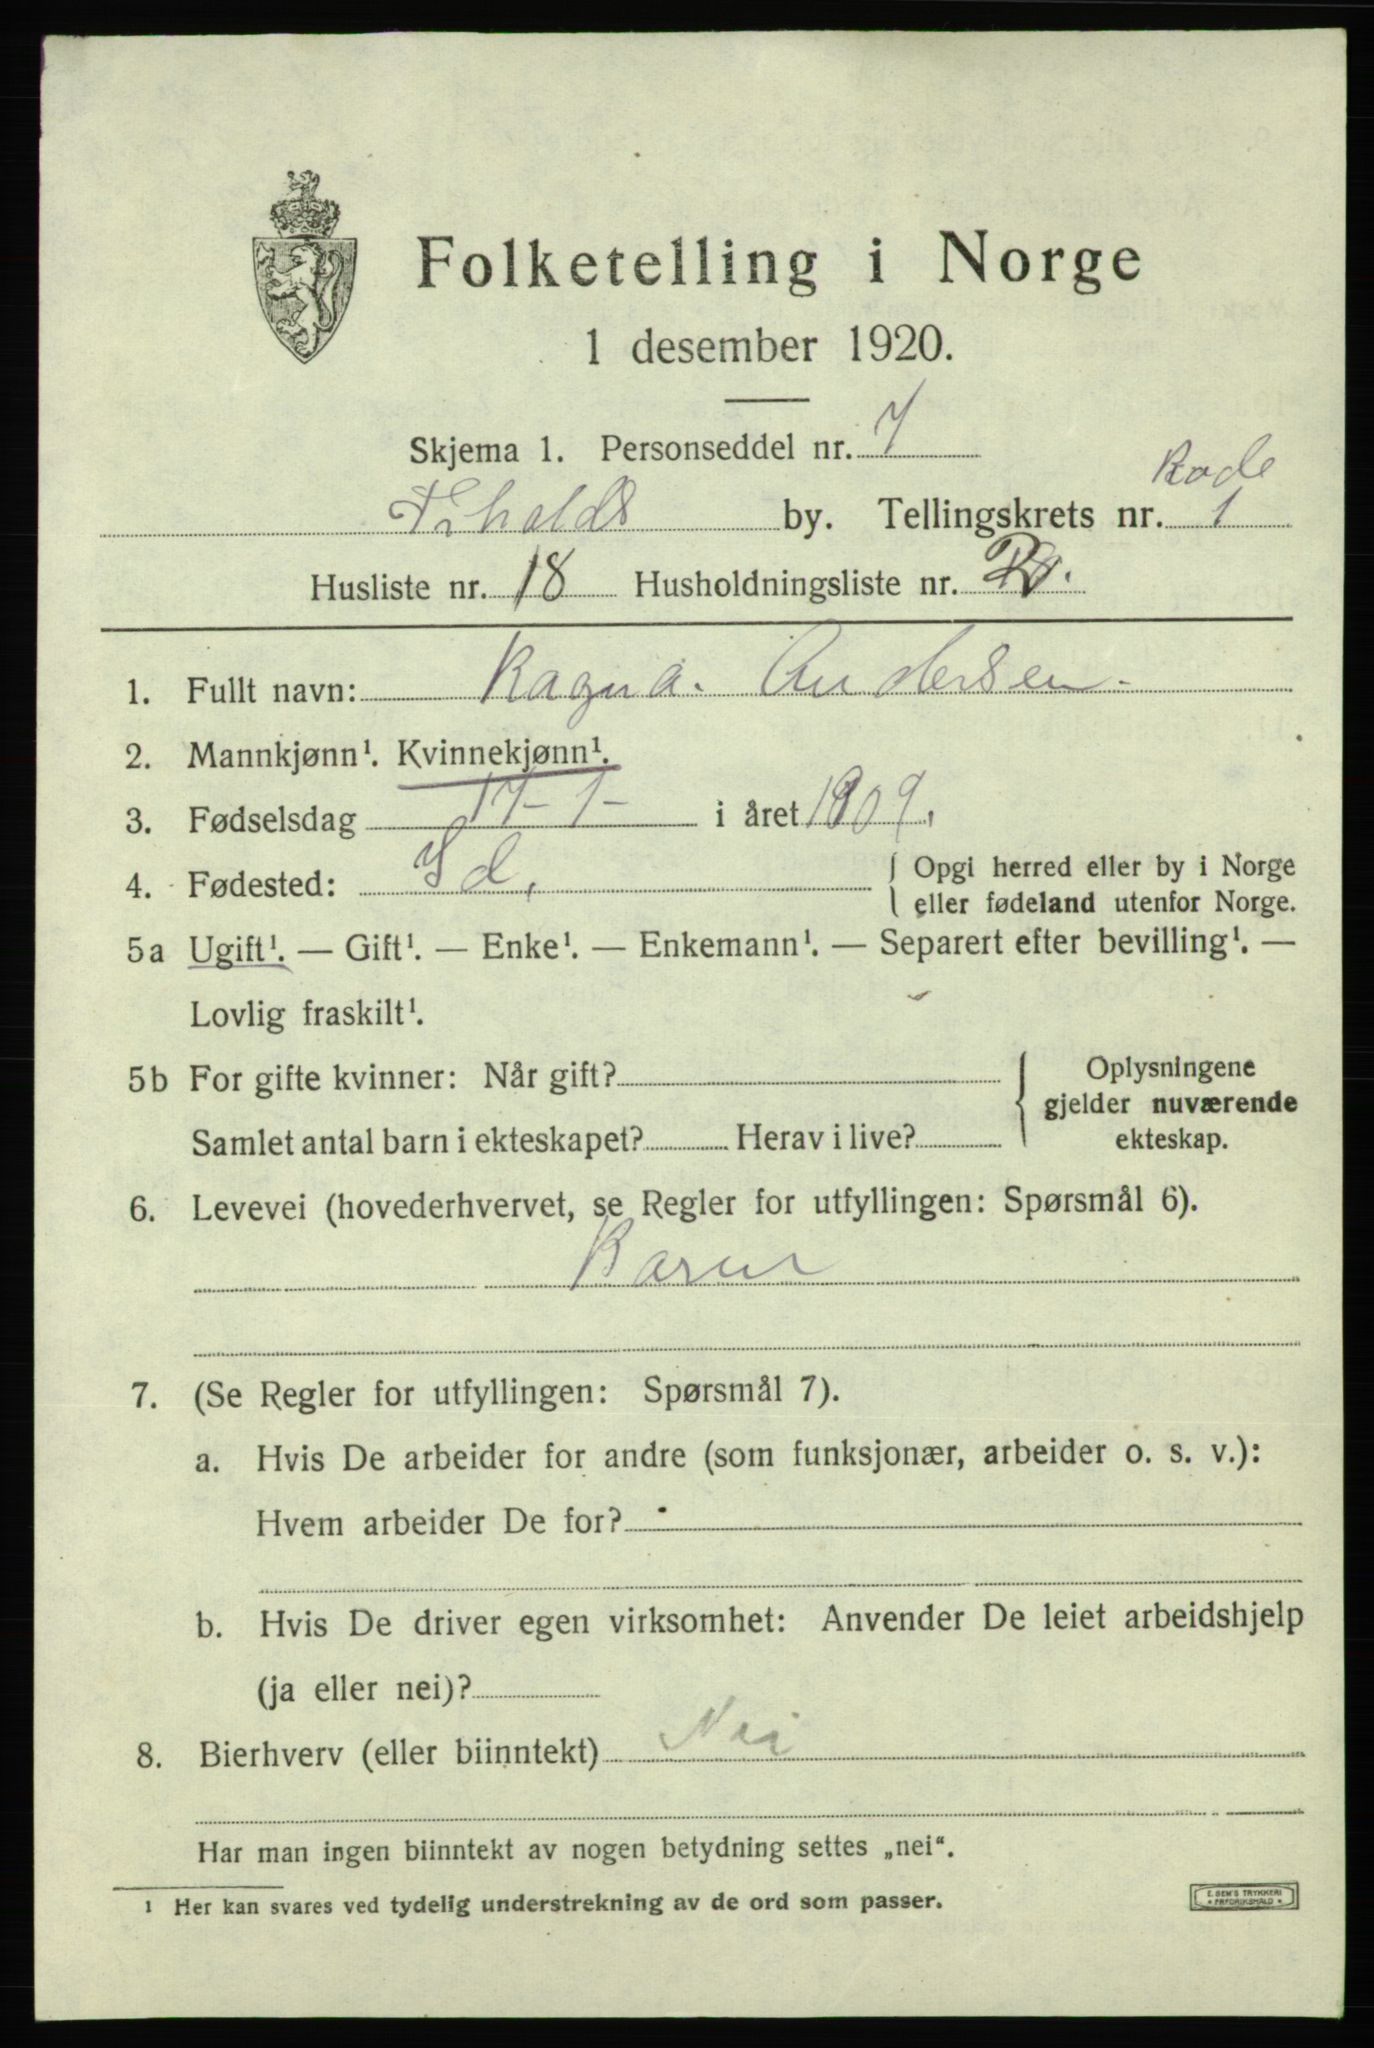 Folketelling i Norge
1 desember 1920.
Skjema 1. Personseddel nr. 7
Rode
Fr.halds by. Tellingskrets nr. 1
Husliste nr. 18 Husholdningsliste nr.
1. Fullt navn: Ragna. Andersen.
2. Mannkjønn¹. Kvinnekjønn¹.
3. Fødselsdag 17-1- i året 1909.
4. Fødested: Id. { Opgi herred eller by i Norge
eller fødeland utenfor Norge.
5a Ugift¹. — Gift¹. — Enke¹. — Enkemann¹. — Separert efter bevilling¹. —
Lovlig fraskilt¹.
5b For gifte kvinner: Når gift? { Oplysningene
gjelder nuværende
Samlet antal barn i ekteskapet? Herav i live? ekteskap.
6. Levevei (hovederhvervet, se Regler for utfyllingen: Spørsmål 6).
Barn
7. (Se Regler for utfyllingen: Spørsmål 7).
a. Hvis De arbeider for andre (som funksjonær, arbeider o. s. v.):
Hvem arbeider De for?
b. Hvis De driver egen virksomhet: Anvender De leiet arbeidshjelp
(ja eller nei)?
8. Bierhverv (eller biinntekt) Nei
Har man ingen biinntekt av nogen betydning settes „nei“.
¹ Her kan svares ved tydelig understrekning av de ord som passer.
E. SEM'S TRYKKERI
• FREDRIKSHALD •